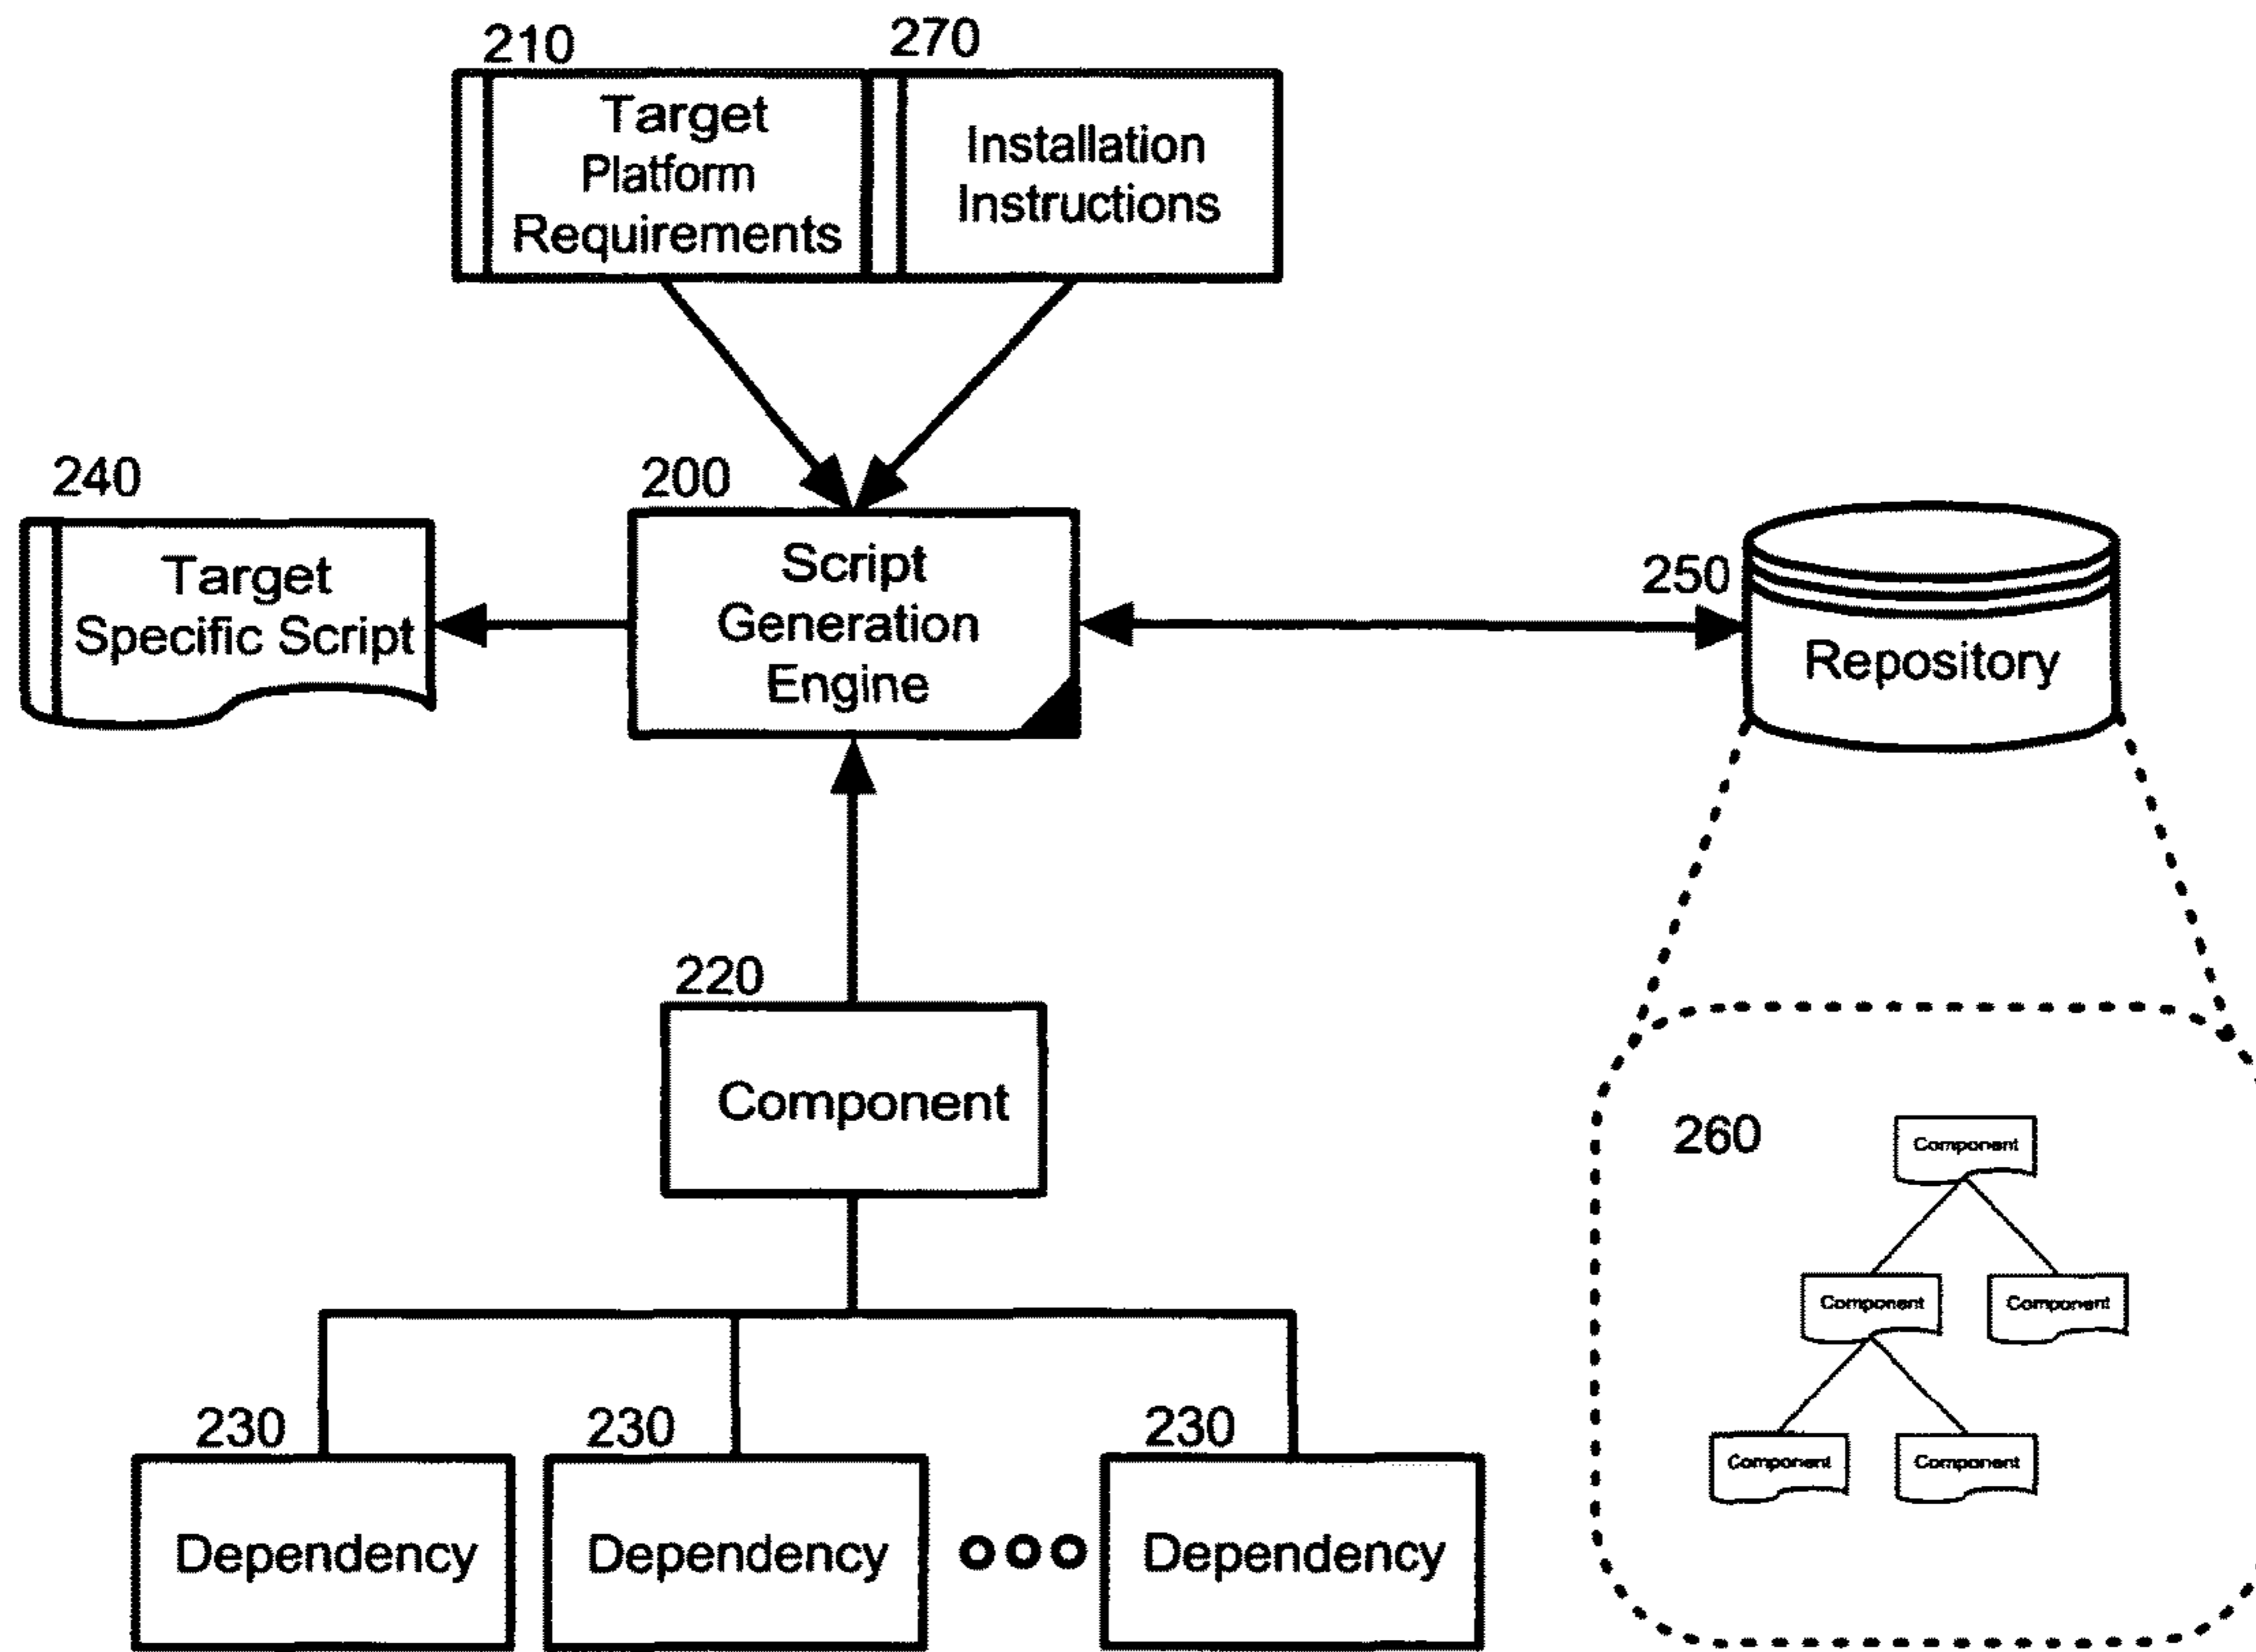 210
270
Target
Platform
Requirements
Installation
Instructions
240
200
250
Target
Specific Script
Script
Generation
Engine
Repository
220
Component
260
Component
Component
Component
Component
Component
230
230
230
Dependency
Dependency
ooo
Dependency